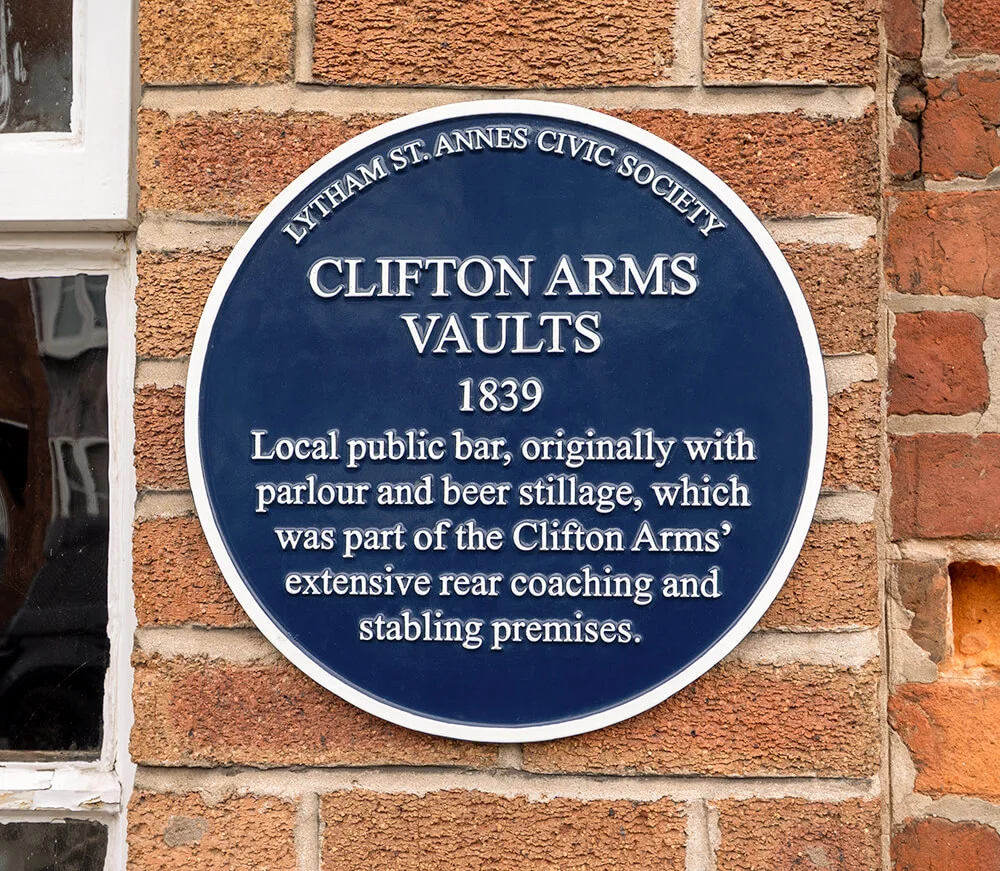 LYTHAM ST. ANNES CIVIC SOCIETY
CLIFTON ARMS
VAULTS
1839
Local public bar, originally with
parlour and beer stillage, which
was part of the Clifton Arms’
extensive rear coaching and
stabling premises.